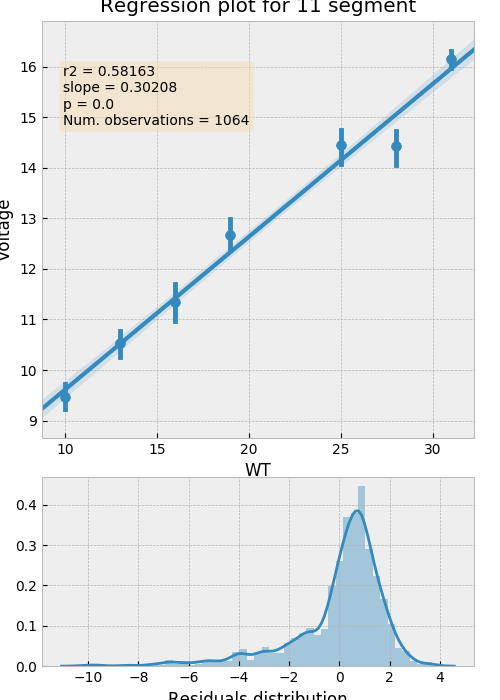 Regression plot for 11 segment
r2 = 0.58163
slope = 0.30208
p = 0.0
Num. observations = 1064
16
15
14
13
12
11
10
9
Voltage
10 15 20 25 30
WT
0.4
0.3
0.2
0.1
0.0
−10 −8 −6 −4 −2 0 2 4
Residuals distribution